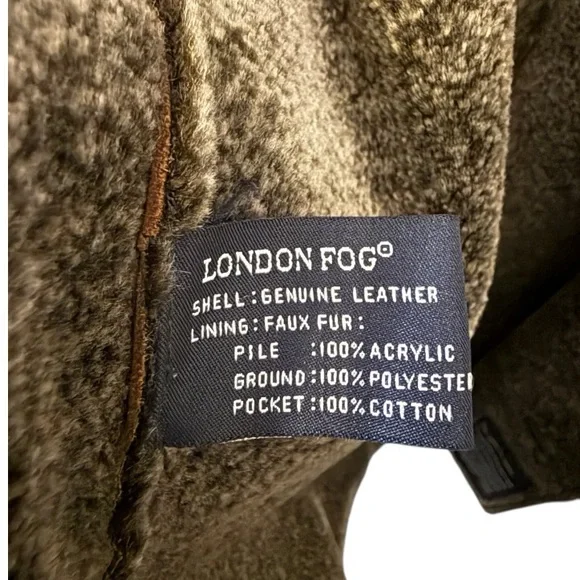 LONDON FOG®
SHELL:GENUINE LEATHER
LINING:FAUX FUR:
PILE :100% ACRYLIC
GROUND:100% POLYESTER
POCKET:100% COTTON